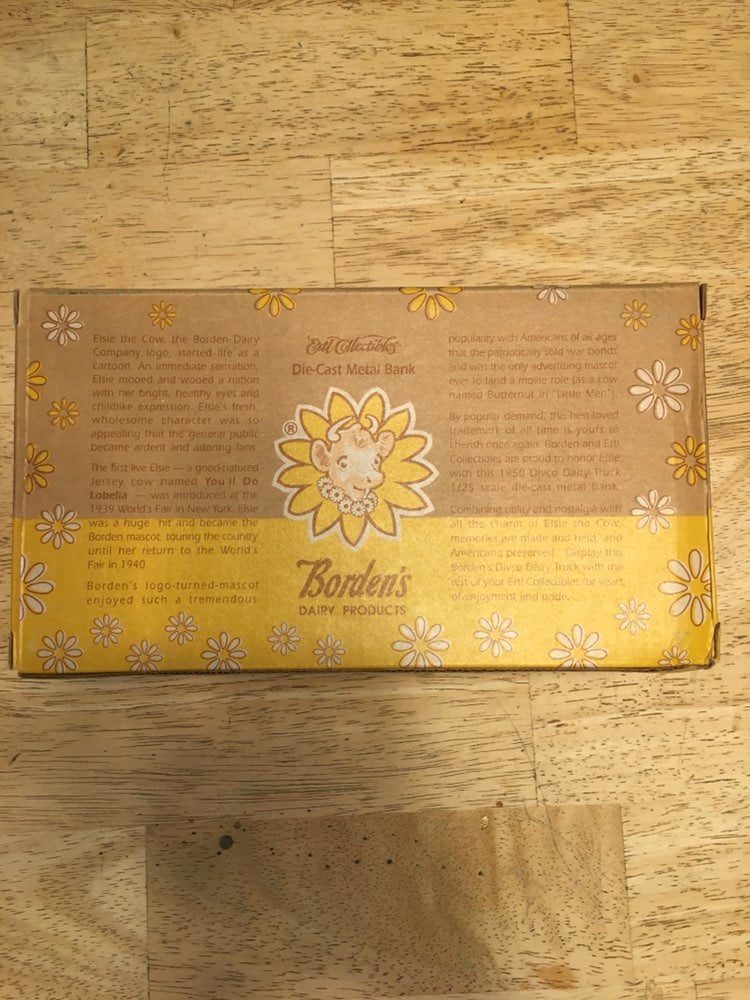 Elsie the Cow, the Borden Dairy
Company logo, started life as a
cartoon. An immediate sensation,
Elsie mooed and wooed a nation
with her bright, healthy eyes and
childlike expression. Elsie's fresh,
wholesome character was so
appealing that the general public
became ardent and adoring fans.
The first live Elsie — a good-natured
Jersey cow named You'll Do
Lobelia — was introduced at the
1939 World's Fair in New York. Elsie
was a huge hit and became the
Borden mascot, touring the country
until her return to the World's
Fair in 1940.
Borden's logo-turned-mascot
enjoyed such a tremendous
Ertl Collectibles
Die-Cast Metal Bank
®
Borden's
DAIRY PRODUCTS
popularity with Americans of all ages
that she patriotically sold war bonds
and was the only advertising mascot
ever to land a movie role (as a cow
named Buttercup in "Little Men").
By popular demand, this best-loved
trademark of all time is yours to
cherish once again. Borden and Ertl
Collectibles are proud to honor Elsie
with this 1950 Divco Dairy Truck
1/25 scale die-cast metal bank.
Combining utility and nostalgia with
all the charm of Elsie the Cow,
memories are made and held, and
Americana preserved. Display this
Borden's Divco Dairy Truck with the
rest of your Ertl Collectibles for years
of enjoyment and pride.